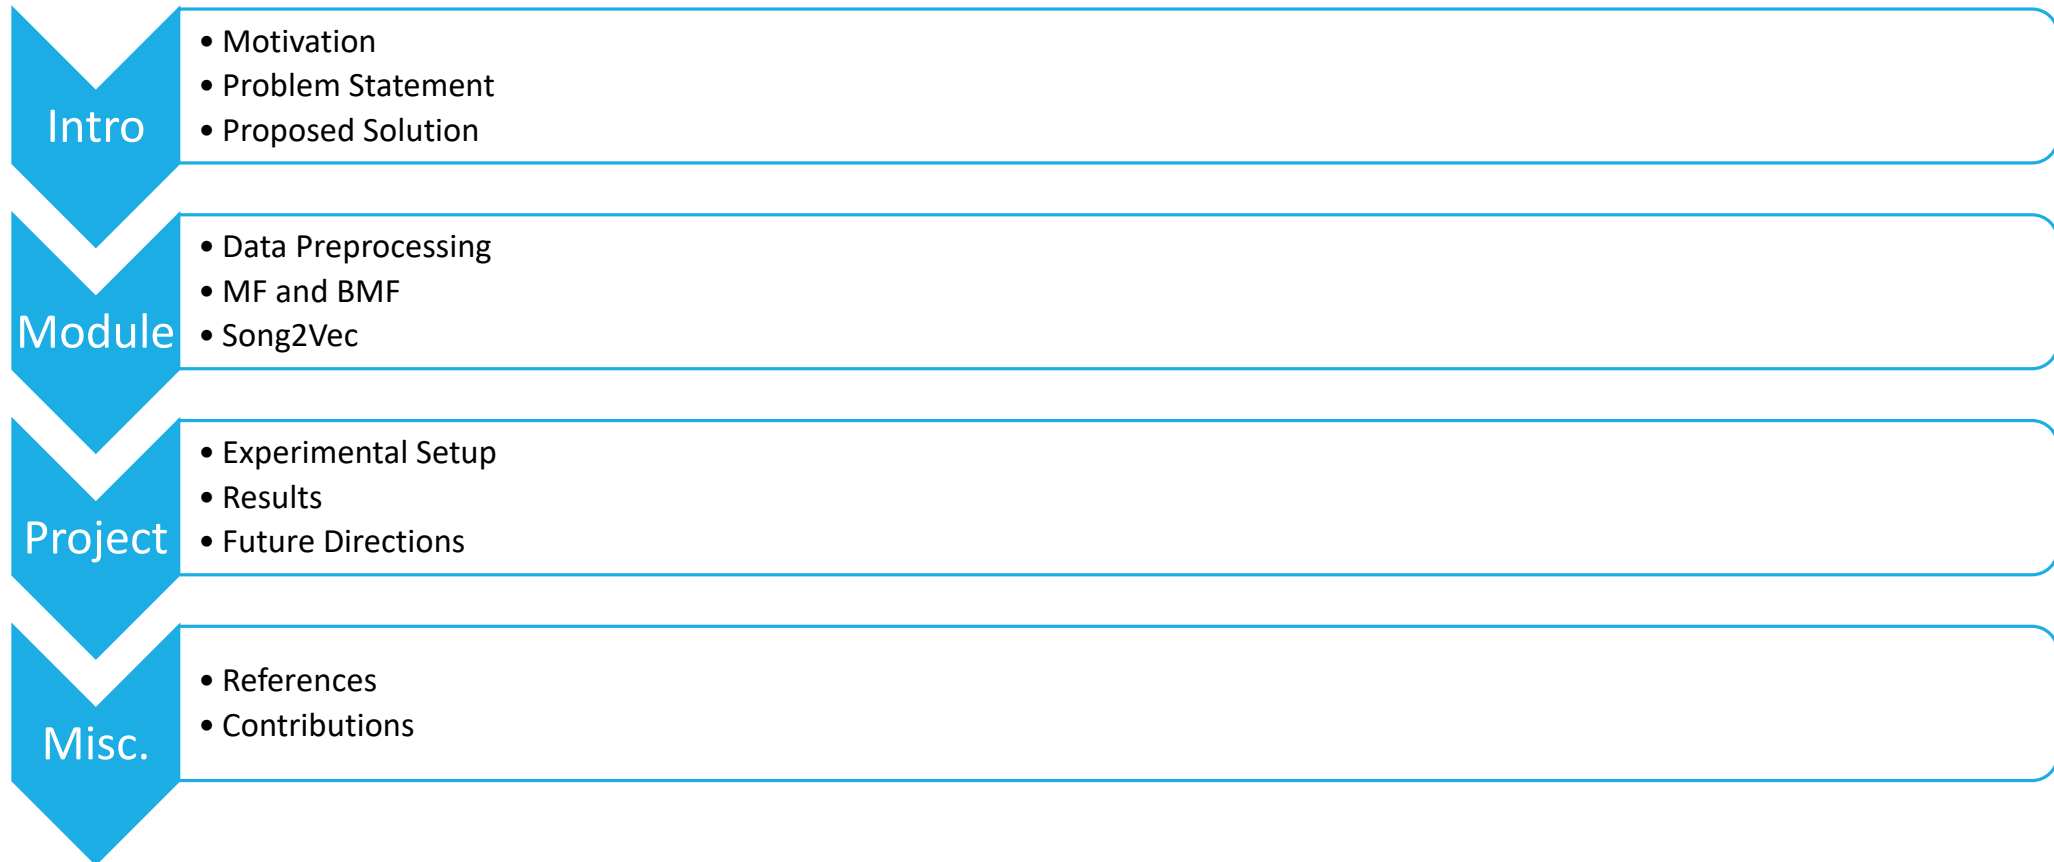 Intro
• Motivation
• Problem Statement
• Proposed Solution
Module
• Data Preprocessing
• MF and BMF
• Song2Vec
Project
• Experimental Setup
• Results
• Future Directions
Misc.
• References
• Contributions